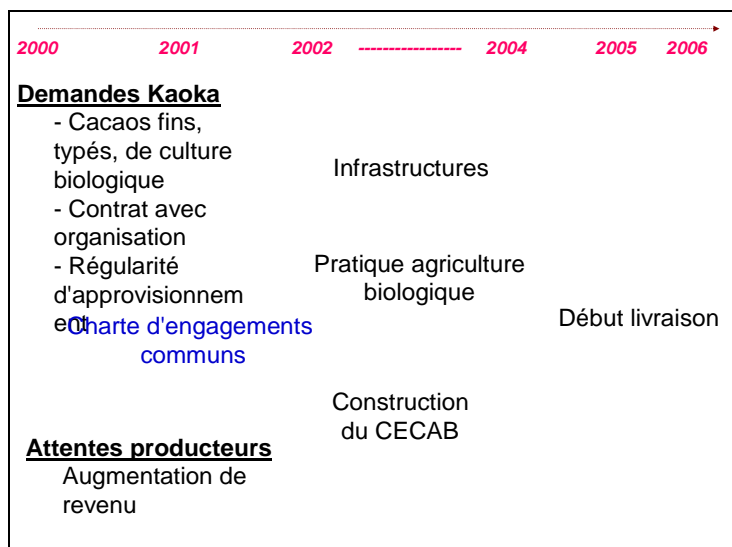 2000 2001 2002 ----------------- 2004 2005 2006
Demandes Kaoka
- Cacaos fins,
typés, de culture
biologique
- Contrat avec
organisation
- Régularité
d'approvisionnem
ent
Charte d'engagements
communs
Attentes producteurs
Augmentation de
revenu
Infrastructures
Pratique agriculture
biologique
Construction
du CECAB
Début livraison